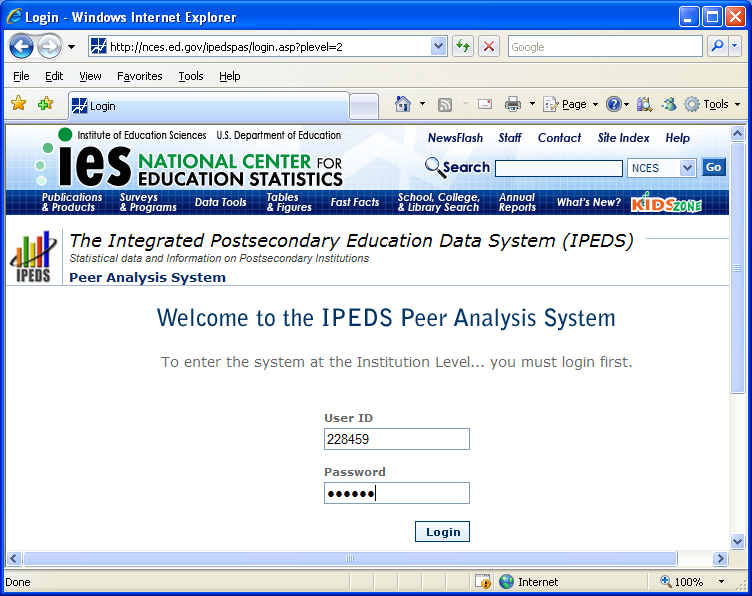 Login - Windows Internet Explorer
http://nces.ed.gov/ipedspas/login.asp?plevel=2
Google
File Edit View Favorites Tools Help
Login
Page
Tools
Institute of Education Sciences U.S. Department of Education
ies NATIONAL CENTER FOR
EDUCATION STATISTICS
NewsFlash Staff Contact Site Index Help
Search
NCES
Go
Publications
& Products
Surveys
& Programs
Data Tools
Tables
& Figures
Fast Facts
School, College,
& Library Search
Annual
Reports
What's New?
KIDSZONE
IPEDS
The Integrated Postsecondary Education Data System (IPEDS)
Statistical data and Information on Postsecondary Institutions
Peer Analysis System
Welcome to the IPEDS Peer Analysis System
To enter the system at the Institution Level... you must login first.
User ID
228459
Password
●●●●●●
Login
Done
Internet
100%